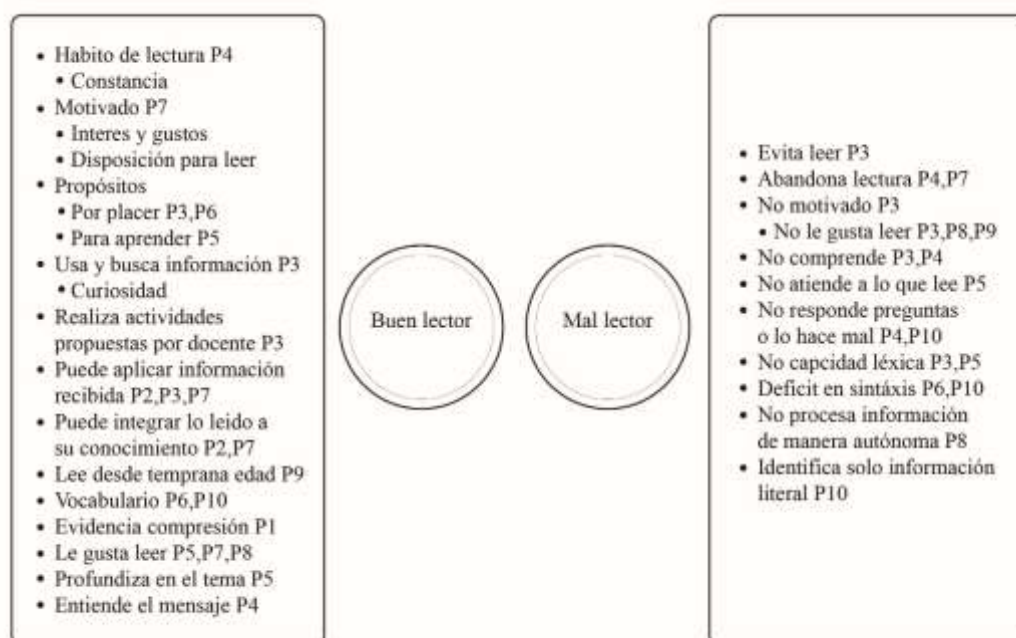 • Habito de lectura P4
• Constancia
• Motivado P7
• Interes y gustos
• Disposición para leer
• Propósitos
• Por placer P3,P6
• Para aprender P5
• Usa y busca información P3
• Curiosidad
• Realiza actividades
propuestas por docente P3
• Puede aplicar información
recibida P2,P3,P7
• Puede integrar lo leido a
su conocimiento P2,P7
• Lee desde temprana edad P9
• Vocabulario P6,P10
• Evidencia compresión P1
• Le gusta leer P5,P7,P8
• Profundiza en el tema P5
• Entiende el mensaje P4
Buen lector
Mal lector
• Evita leer P3
• Abandona lectura P4,P7
• No motivado P3
• No le gusta leer P3,P8,P9
• No comprende P3,P4
• No atiende a lo que lee P5
• No responde preguntas
o lo hace mal P4,P10
• No capcidad léxica P3,P5
• Deficit en sintáxis P6,P10
• No procesa información
de manera autónoma P8
• Identifica solo información
literal P10